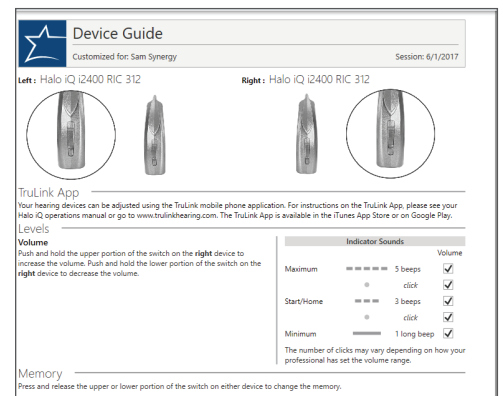 Device Guide
Customized for: Sam Synergy
Session: 6/1/2017
Left: Halo iQ i2400 RIC 312
Right: Halo iQ i2400 RIC 312
TruLink App
Your hearing devices can be adjusted using the TruLink mobile phone application. For instructions on the TruLink App, please see your
Halo iQ operations manual or go to www.trulinkhearing.com. The TruLink App is available in the iTunes App Store or on Google Play.
Levels
Volume
Push and hold the upper portion of the switch on the right device to
increase the volume. Push and hold the lower portion of the switch on the
right device to decrease the volume.
Indicator Sounds
Volume
Maximum 5 beeps
click
Start/Home 3 beeps
click
Minimum 1 long beep
The number of clicks may vary depending on how your
professional has set the volume range.
Memory
Press and release the upper or lower portion of the switch on either device to change the memory.